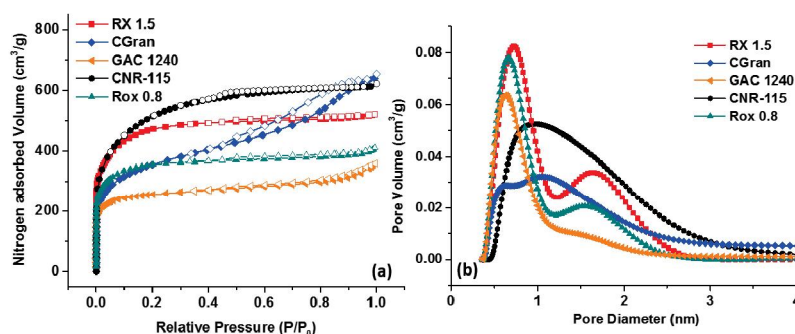 Nitrogen adsorbed Volume (cm³/g)
800
600
400
200
0
RX 1.5
CGran
GAC 1240
CNR-115
Rox 0.8
(a)
0.0 0.2 0.4 0.6 0.8 1.0
Relative Pressure (P/P₀)
Pore Volume (cm³/g)
0.08
0.06
0.04
0.02
0.00
RX 1.5
CGran
GAC 1240
CNR-115
Rox 0.8
(b)
0 1 2 3 4
Pore Diameter (nm)